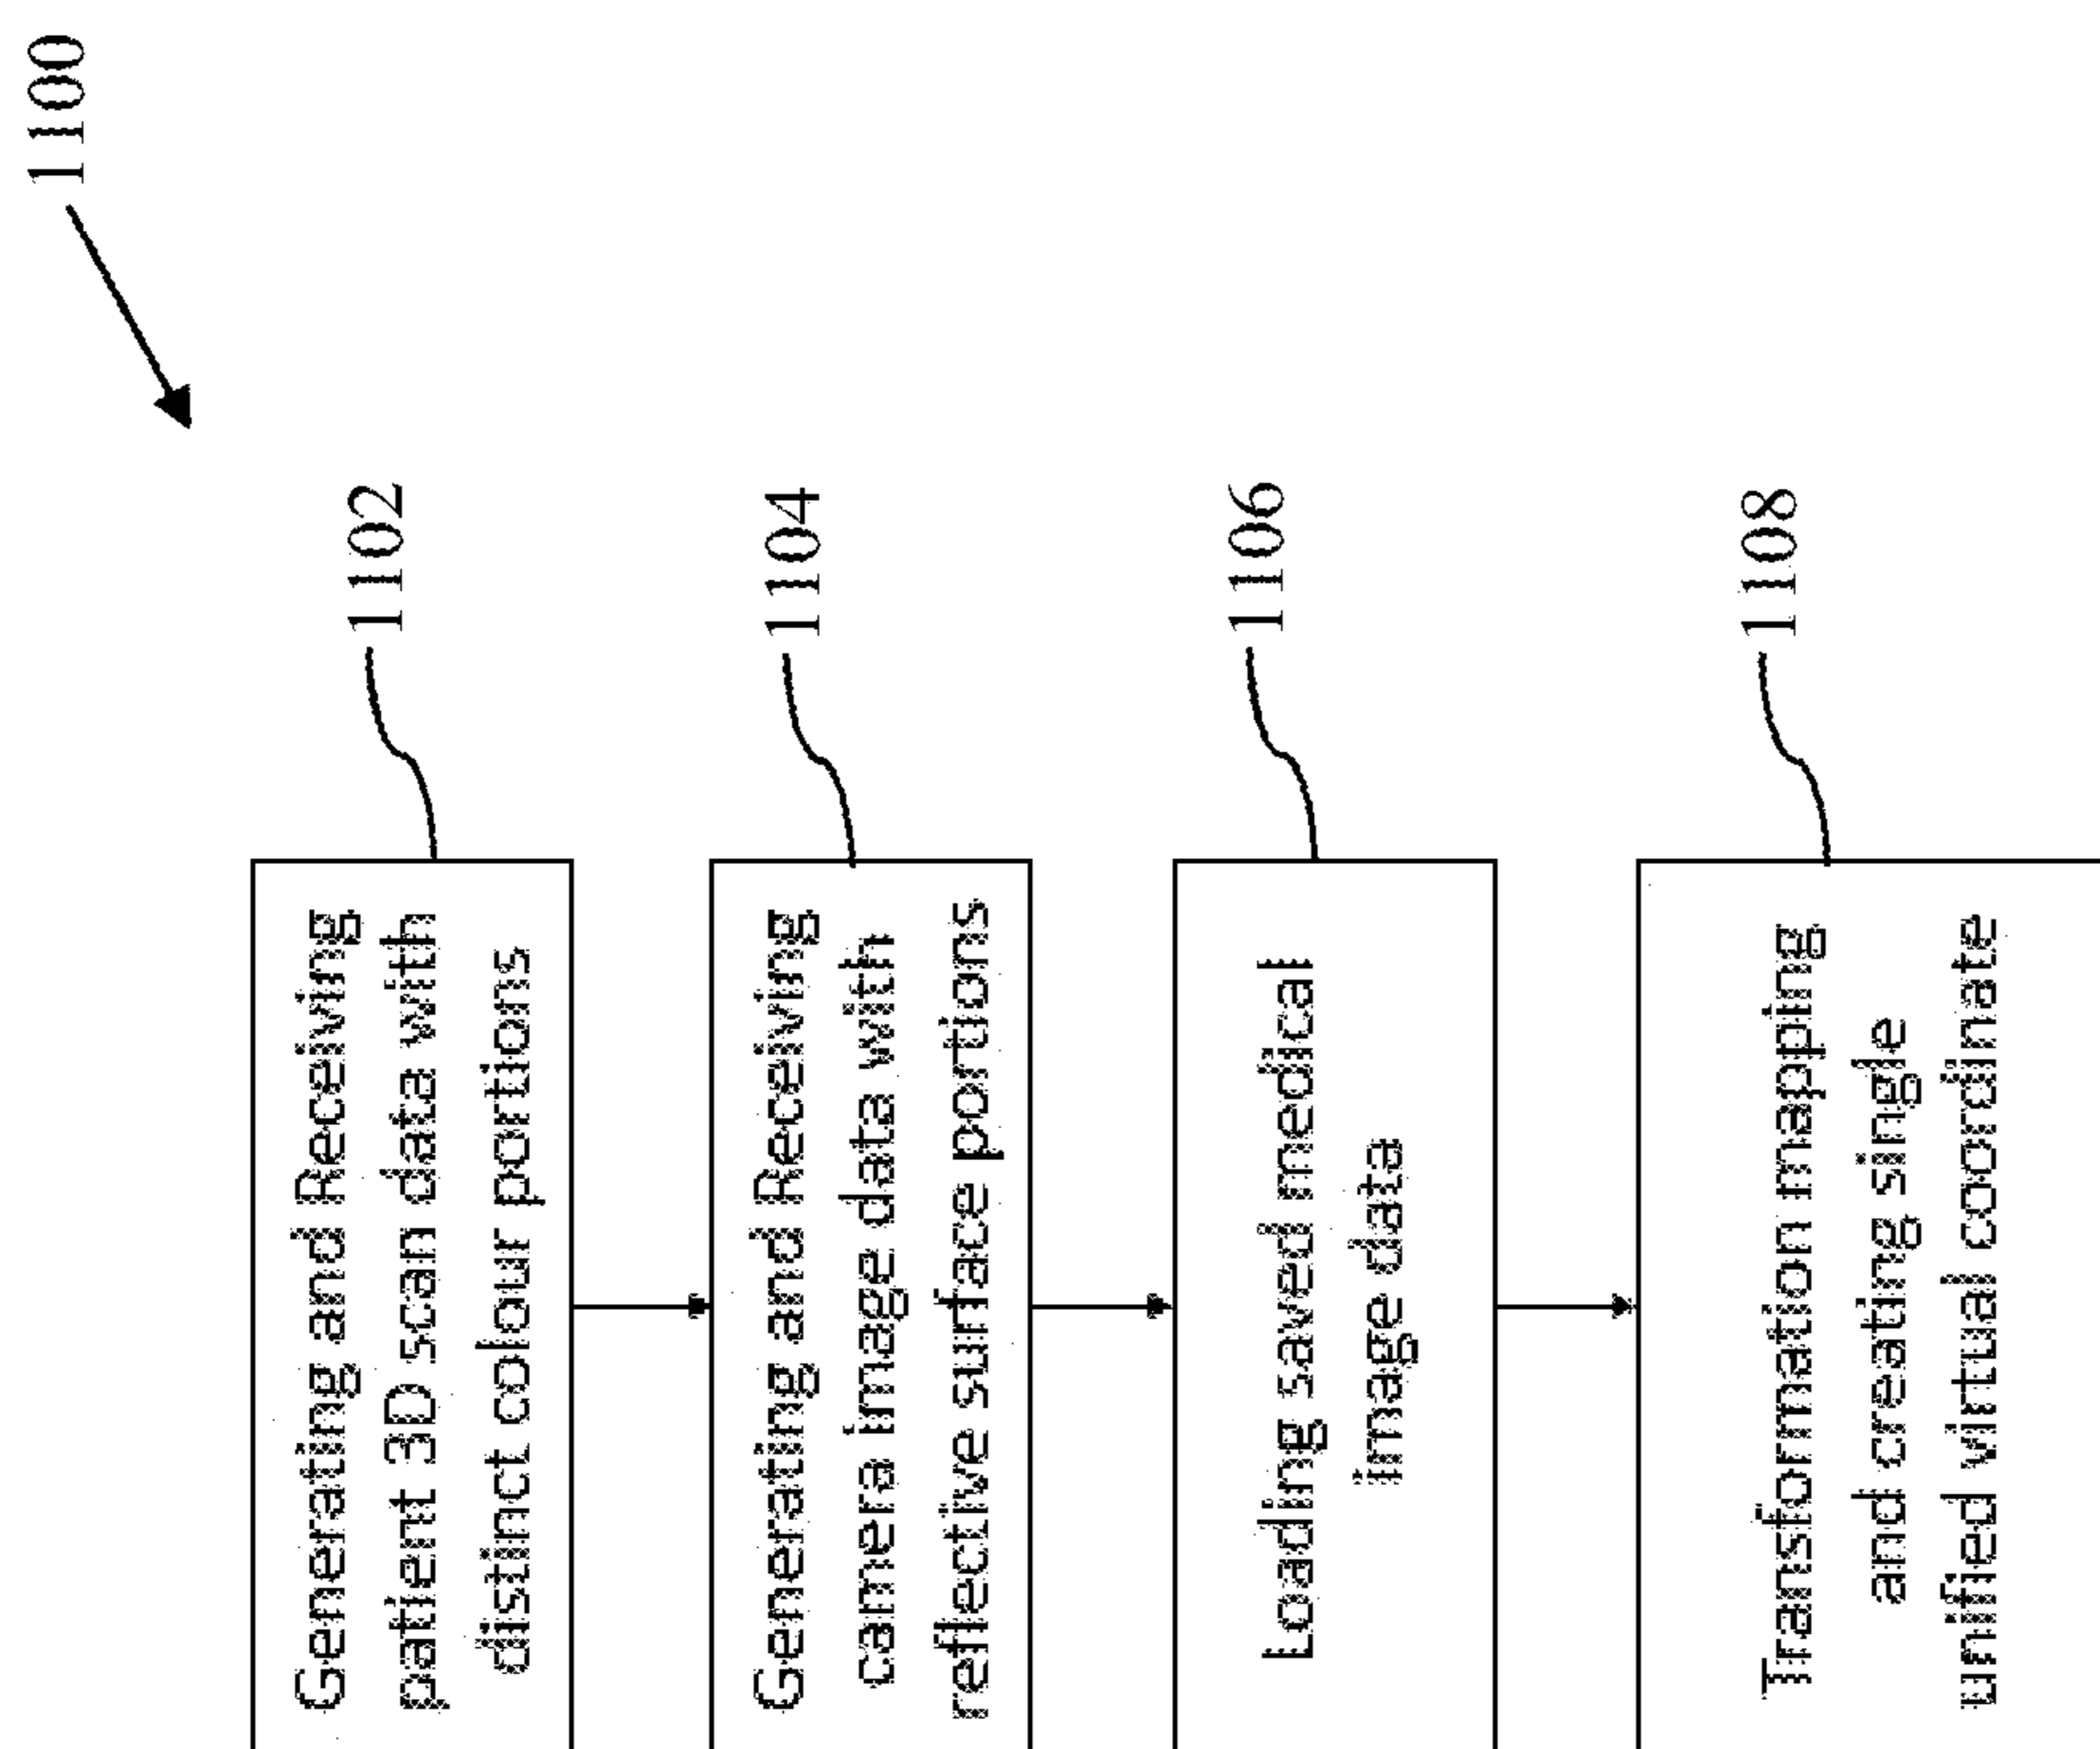 1100
1102
Generating and Receiving
patient 3D scan data with
distinct colour portions
1104
Generating and Receiving
camera image data with
reflective surface portions
1106
Loading saved medical
image data
1108
Transformation mapping
and creating single
unified virtual coordinate